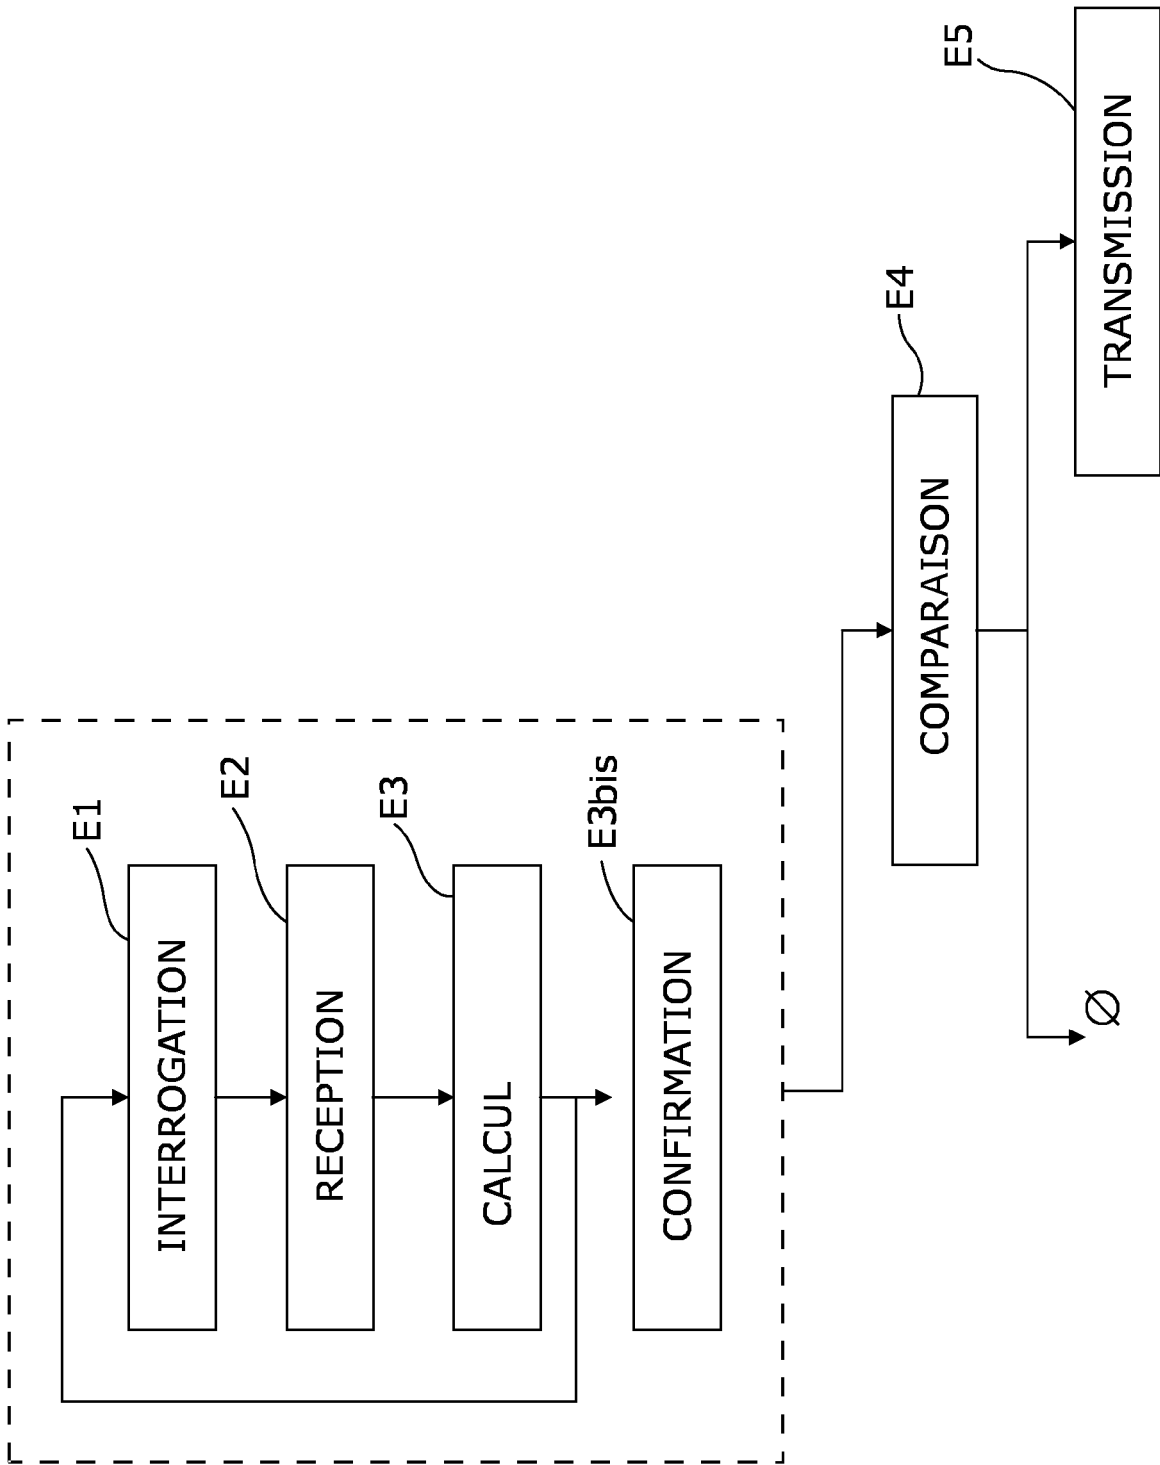 E1
INTERROGATION
E2
RECEPTION
E3
CALCUL
E3bis
CONFIRMATION
E4
COMPARAISON
E5
TRANSMISSION
∅